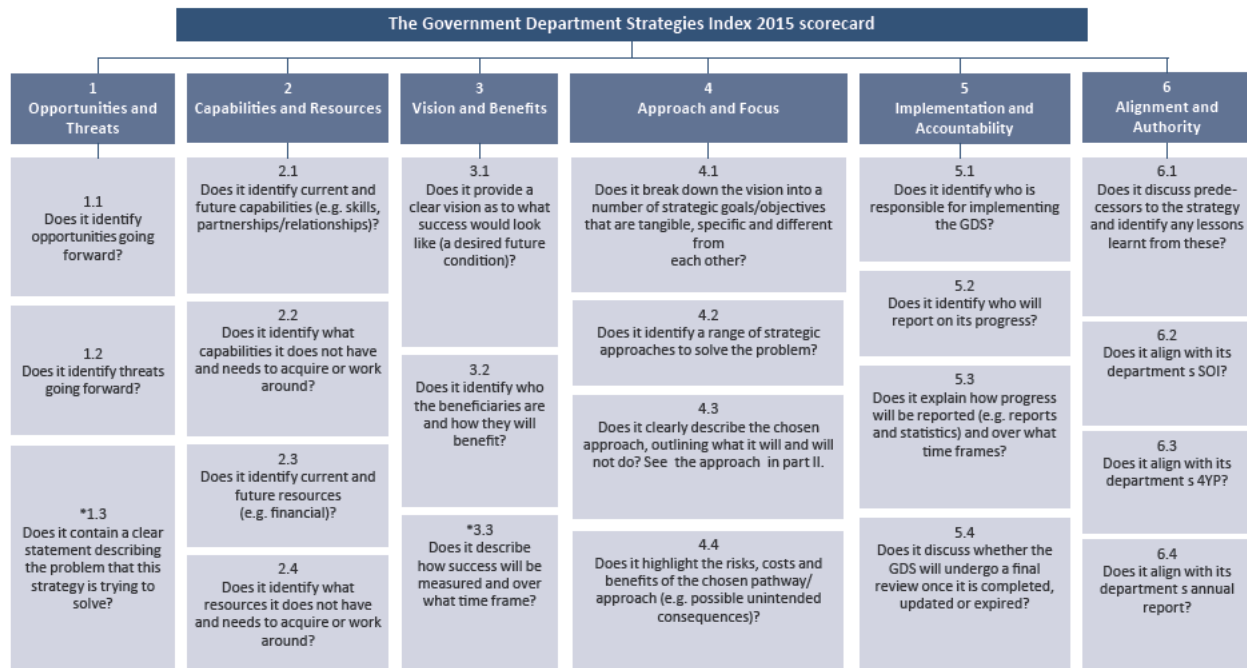 The Government Department Strategies Index 2015 scorecard
1
Opportunities and
Threats
2
Capabilities and Resources
3
Vision and Benefits
4
Approach and Focus
5
Implementation and
Accountability
6
Alignment and
Authority
1.1
Does it identify
opportunities going
forward?
1.2
Does it identify threats
going forward?
*1.3
Does it contain a clear
statement describing
the problem that this
strategy is trying to
solve?
2.1
Does it identify current and
future capabilities (e.g. skills,
partnerships/relationships)?
2.2
Does it identify what
capabilities it does not have
and needs to acquire or work
around?
2.3
Does it identify current and
future resources
(e.g. financial)?
2.4
Does it identify what
resources it does not have
and needs to acquire or work
around?
3.1
Does it provide a
clear vision as to what
success would look
like (a desired future
condition)?
3.2
Does it identify who
the beneficiaries are
and how they will
benefit?
*3.3
Does it describe
how success will be
measured and over
what time frame?
4.1
Does it break down the vision into a
number of strategic goals/objectives
that are tangible, specific and different
from
each other?
4.2
Does it identify a range of strategic
approaches to solve the problem?
4.3
Does it clearly describe the chosen
approach, outlining what it will and will
not do? See the approach in part II.
4.4
Does it highlight the risks, costs and
benefits of the chosen pathway/
approach (e.g. possible unintended
consequences)?
5.1
Does it identify who is
responsible for implementing
the GDS?
5.2
Does it identify who will
report on its progress?
5.3
Does it explain how progress
will be reported (e.g. reports
and statistics) and over what
time frames?
5.4
Does it discuss whether the
GDS will undergo a final
review once it is completed,
updated or expired?
6.1
Does it discuss prede-
cessors to the strategy
and identify any lessons
learnt from these?
6.2
Does it align with its
department s SOI?
6.3
Does it align with its
department s 4YP?
6.4
Does it align with its
department s annual
report?